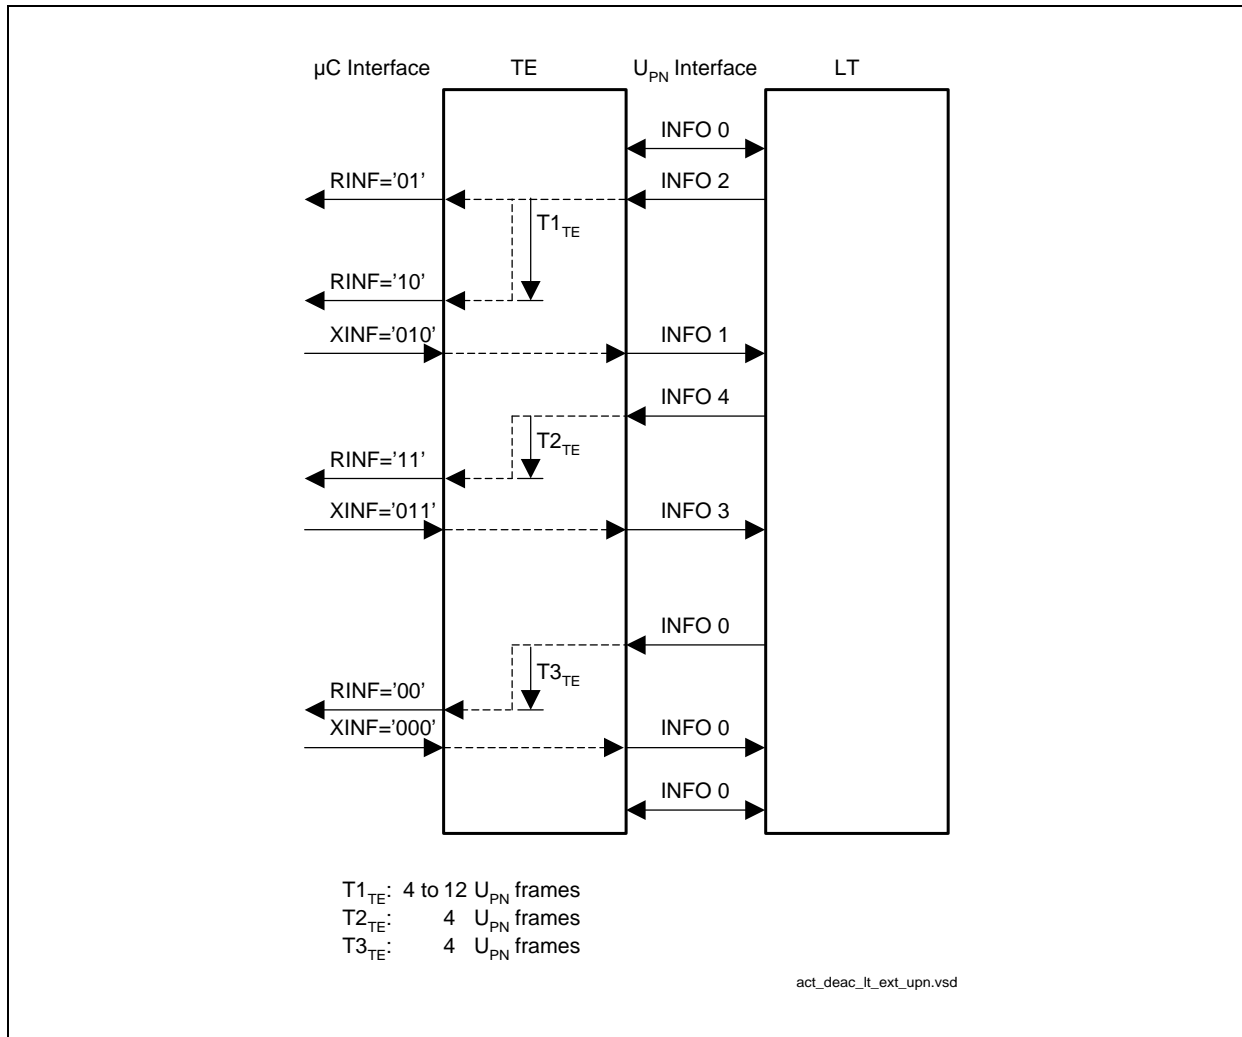 µC Interface TE UPN Interface LT
INFO 0
RINF='01' INFO 2
T1TE
RINF='10'
XINF='010' INFO 1
INFO 4
T2TE
RINF='11'
XINF='011' INFO 3
INFO 0
T3TE
RINF='00'
XINF='000' INFO 0
INFO 0
T1TE: 4 to 12 UPN frames
T2TE: 4 UPN frames
T3TE: 4 UPN frames
act_deac_lt_ext_upn.vsd